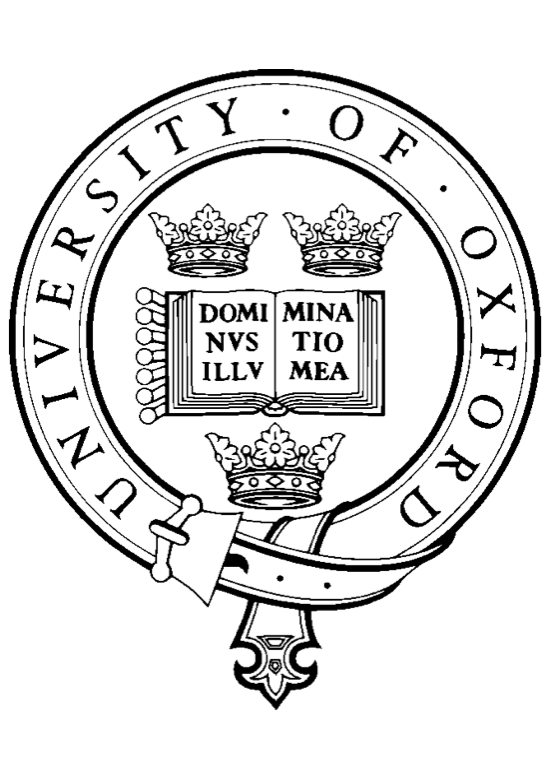 UNIVERSITY · OF · OXFORD
DOMI
NVS
ILLV
MINA
TIO
MEA